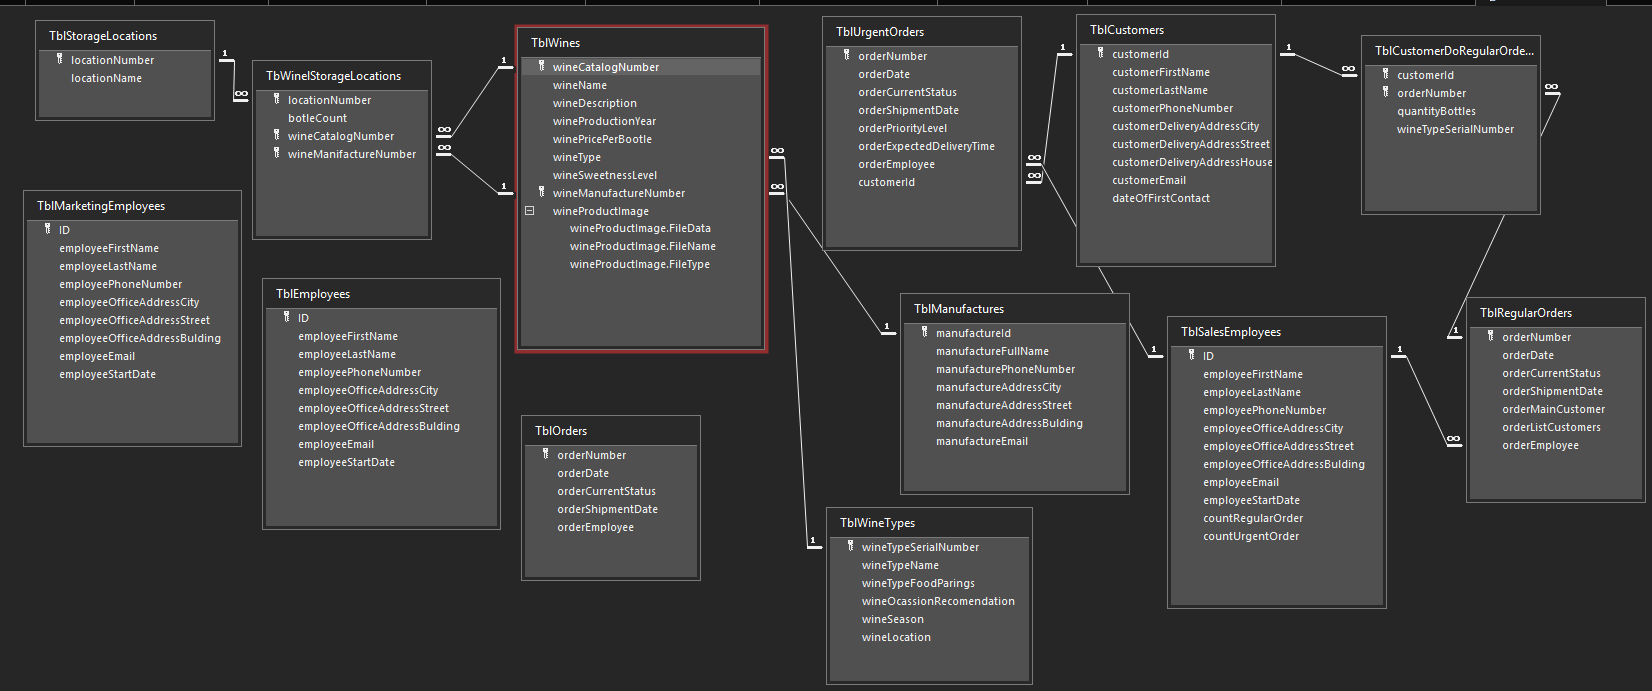 TblStorageLocations
locationNumber
locationName
TbWinelStorageLocations
locationNumber
botleCount
wineCatalogNumber
wineManifactureNumber
TblWines
wineCatalogNumber
wineName
wineDescription
wineProductionYear
winePricePerBootle
wineType
wineSweetnessLevel
wineManufactureNumber
wineProductImage
wineProductImage.FileData
wineProductImage.FileName
wineProductImage.FileType
TblUrgentOrders
orderNumber
orderDate
orderCurrentStatus
orderShipmentDate
orderPriorityLevel
orderExpectedDeliveryTime
orderEmployee
customerId
TblCustomers
customerId
customerFirstName
customerLastName
customerPhoneNumber
customerDeliveryAddressCity
customerDeliveryAddressStreet
customerDeliveryAddressHouse
customerEmail
dateOfFirstContact
TblCustomerDoRegularOrde...
customerId
orderNumber
quantityBottles
wineTypeSerialNumber
TblMarketingEmployees
ID
employeeFirstName
employeeLastName
employeePhoneNumber
employeeOfficeAddressCity
employeeOfficeAddressStreet
employeeOfficeAddressBulding
employeeEmail
employeeStartDate
TblEmployees
ID
employeeFirstName
employeeLastName
employeePhoneNumber
employeeOfficeAddressCity
employeeOfficeAddressStreet
employeeOfficeAddressBulding
employeeEmail
employeeStartDate
TblOrders
orderNumber
orderDate
orderCurrentStatus
orderShipmentDate
orderEmployee
TblManufactures
manufactureId
manufactureFullName
manufacturePhoneNumber
manufactureAddressCity
manufactureAddressStreet
manufactureAddressBulding
manufactureEmail
TblWineTypes
wineTypeSerialNumber
wineTypeName
wineTypeFoodParings
wineOcassionRecomendation
wineSeason
wineLocation
TblSalesEmployees
ID
employeeFirstName
employeeLastName
employeePhoneNumber
employeeOfficeAddressCity
employeeOfficeAddressStreet
employeeOfficeAddressBulding
employeeEmail
employeeStartDate
countRegularOrder
countUrgentOrder
TblRegularOrders
orderNumber
orderDate
orderCurrentStatus
orderShipmentDate
orderMainCustomer
orderListCustomers
orderEmployee
1
∞
1
∞
∞
1
∞
∞
1
1
1
∞
∞
1
∞
∞
1
1
1
∞